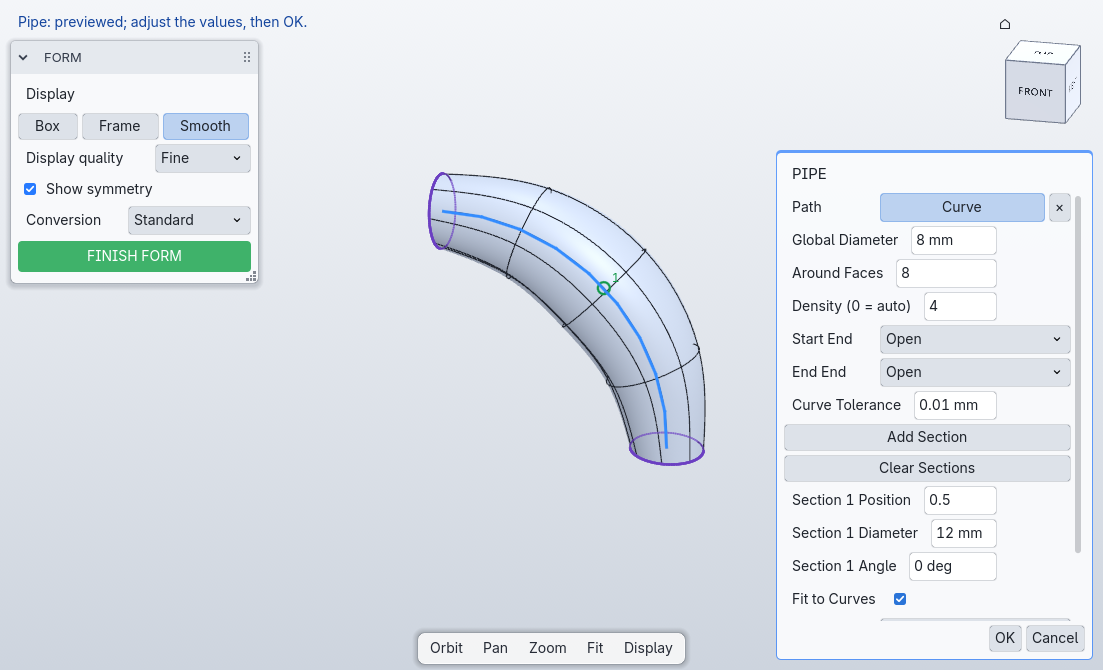 Pipe: previewed; adjust the values, then OK.
FORM
Display
Box Frame Smooth
Display quality Fine
Show symmetry
Conversion Standard
FINISH FORM
1
FRONT
PIPE
Path Curve ×
Global Diameter 8 mm
Around Faces 8
Density (0 = auto) 4
Start End Open
End End Open
Curve Tolerance 0.01 mm
Add Section
Clear Sections
Section 1 Position 0.5
Section 1 Diameter 12 mm
Section 1 Angle 0 deg
Fit to Curves
OK Cancel
Orbit Pan Zoom Fit Display